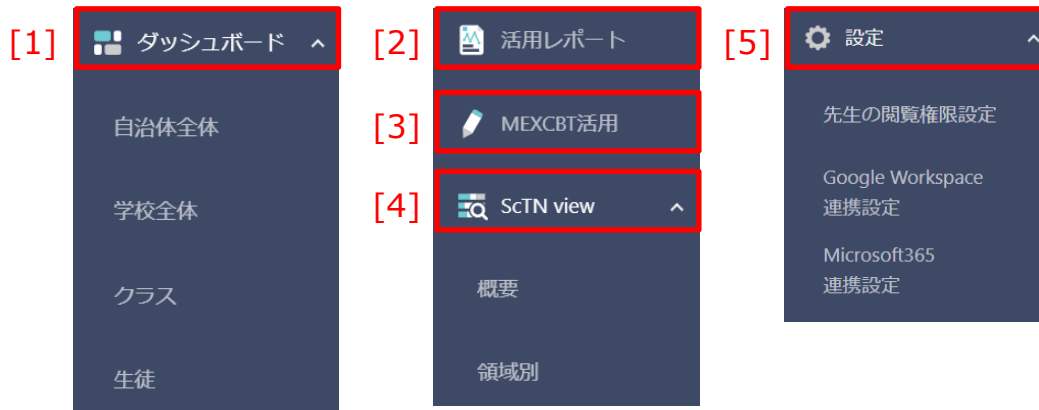 [1]
ダッシュボード
自治体全体
学校全体
クラス
生徒
[2]
活用レポート
[3]
MEXCBT活用
[4]
ScTN view
概要
領域別
[5]
設定
先生の閲覧権限設定
Google Workspace
連携設定
Microsoft365
連携設定